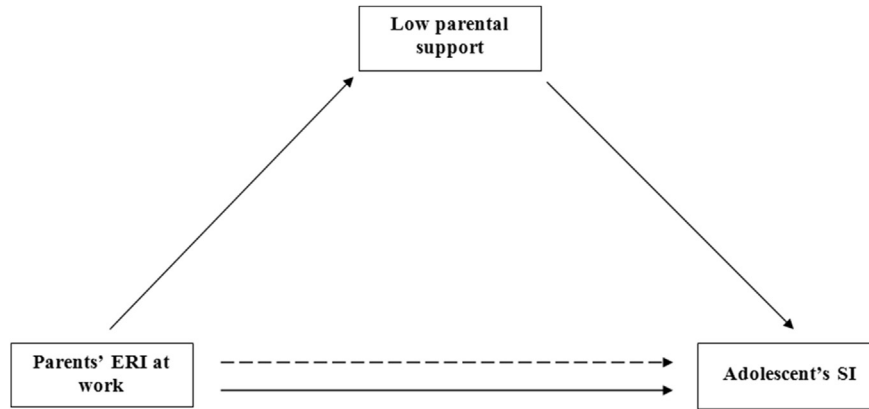 Low parental
support
Parents’ ERI at
work
Adolescent’s SI